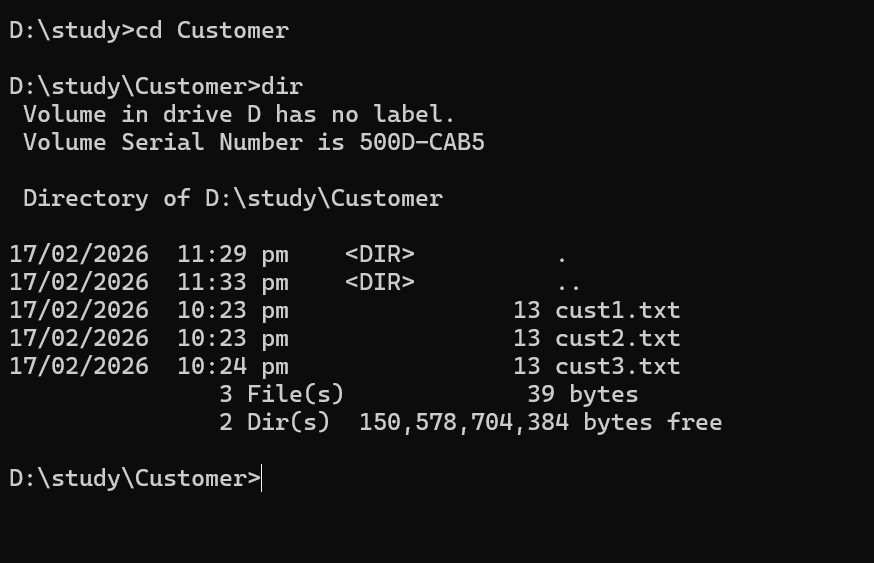 D:\study>cd Customer
D:\study\Customer>dir
 Volume in drive D has no label.
 Volume Serial Number is 500D-CAB5
 Directory of D:\study\Customer
17/02/2026  11:29 pm    <DIR>          .
17/02/2026  11:33 pm    <DIR>          ..
17/02/2026  10:23 pm                13 cust1.txt
17/02/2026  10:23 pm                13 cust2.txt
17/02/2026  10:24 pm                13 cust3.txt
               3 File(s)             39 bytes
               2 Dir(s)  150,578,704,384 bytes free
D:\study\Customer>